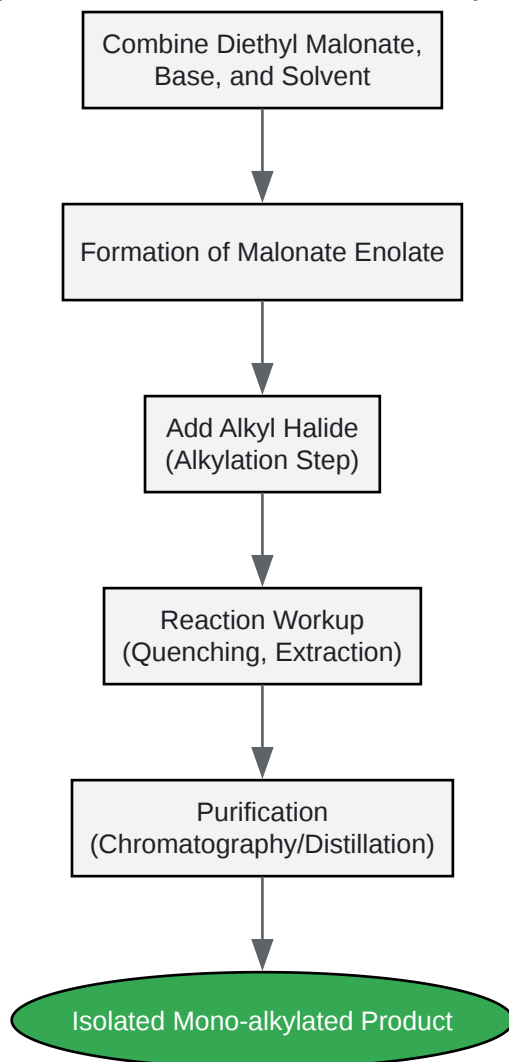 Combine Diethyl Malonate,
Base, and Solvent
Formation of Malonate Enolate
Add Alkyl Halide
(Alkylation Step)
Reaction Workup
(Quenching, Extraction)
Purification
(Chromatography/Distillation)
Isolated Mono-alkylated Product